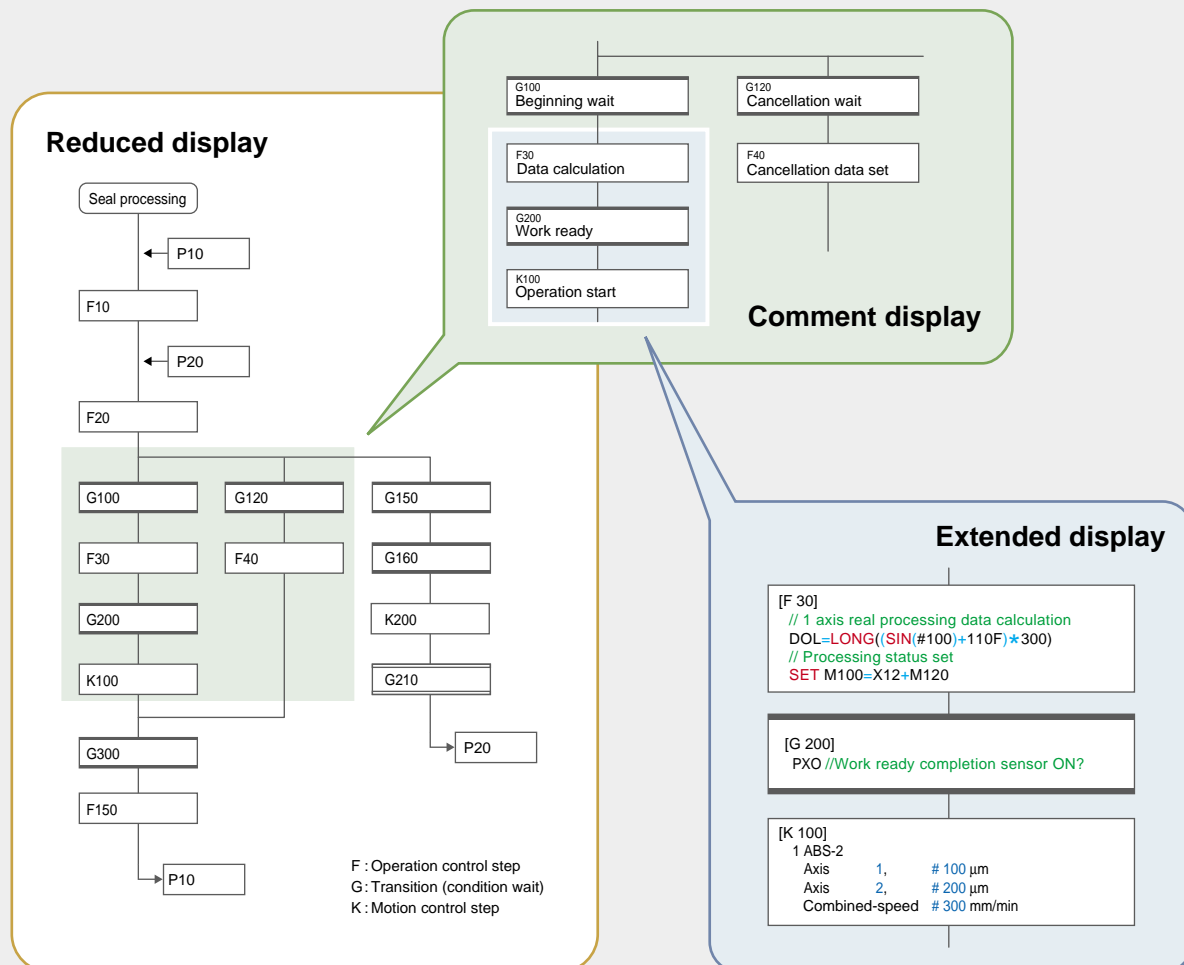 Reduced display
Seal processing
P10
F10
P20
F20
G100
G120
G150
F30
F40
G160
G200
K200
K100
G210
G300
P20
F150
P10
F : Operation control step
G : Transition (condition wait)
K : Motion control step
G100
Beginning wait
G120
Cancellation wait
F30
Data calculation
F40
Cancellation data set
G200
Work ready
K100
Operation start
Comment display
Extended display
[F 30]
// 1 axis real processing data calculation
DOL=LONG((SIN(#100)+110F)*300)
// Processing status set
SET M100=X12+M120
[G 200]
PXO //Work ready completion sensor ON?
[K 100]
1 ABS-2
Axis 1, # 100 µm
Axis 2, # 200 µm
Combined-speed # 300 mm/min